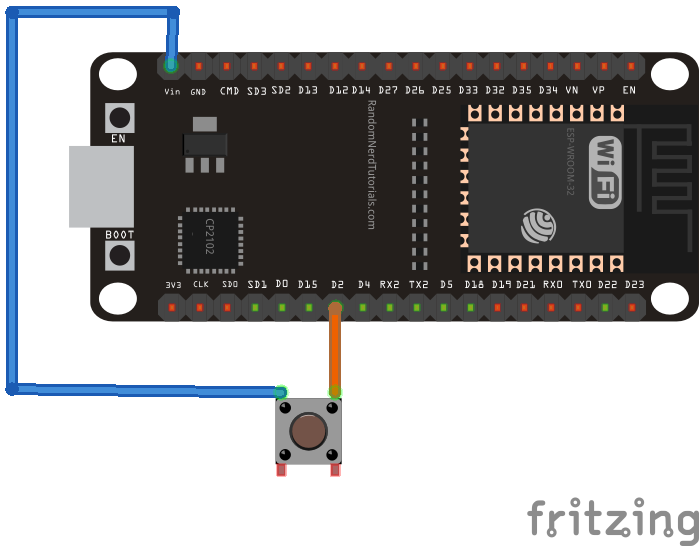 Vin GND CMD SD3 SD2 D13 D12 D14 D27 D26 D25 D33 D32 D35 D34 VN VP EN
EN
RandomNerdTutorials.com
ESP-WROOM-32
WiFi
CP2102
BOOT
3V3 CLK SD0 SD1 D0 D15 D2 D4 RX2 TX2 D5 D18 D19 D21 RX0 TX0 D22 D23
fritzing